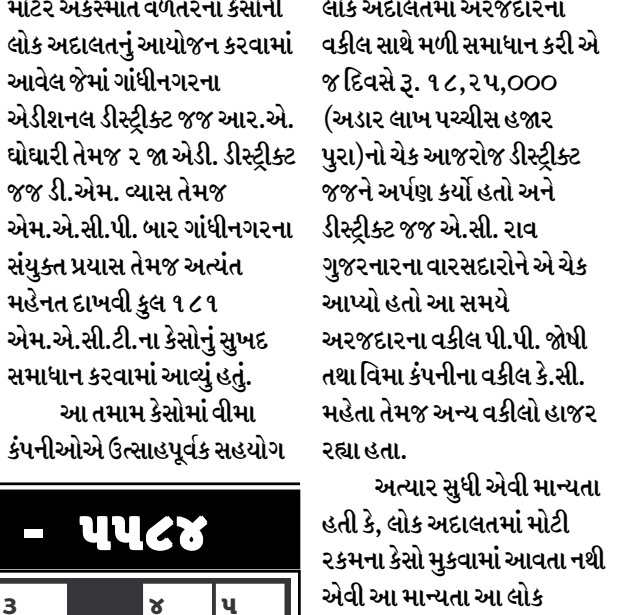 મોટર અકસ્માત વળતરના કેસોની
લોક અદાલતનું આયોજન કરવામાં
આવેલ જેમાં ગાંધીનગરના
એડીશનલ ડીસ્ટ્રીક્ટ જજ આર.એ.
ઘોઘારી તેમજ ૨ જા એડી. ડીસ્ટ્રીક્ટ
જજ ડી.એમ. વ્યાસ તેમજ
એમ.એ.સી.પી. બાર ગાંધીનગરના
સંયુક્ત પ્રયાસ તેમજ અત્યંત
મહેનત દાખવી કુલ ૧૮૧
એમ.એ.સી.ટી.ના કેસોનું સુખદ
સમાધાન કરવામાં આવ્યું હતું.
આ તમામ કેસોમાં વીમા
કંપનીઓએ ઉત્સાહપૂર્વક સહયોગ
- ૫૫૮૪
૩ ૪ ૫
લોક અદાલતમાં અરજદારના
વકીલ સાથે મળી સમાધાન કરી એ
જ દિવસે રૂ. ૧૮,૨૫,૦૦૦
(અડાર લાખ પચ્ચીસ હજાર
પુરા)નો ચેક આજરોજ ડીસ્ટ્રીક્ટ
જજને અર્પણ કર્યો હતો અને
ડીસ્ટ્રીક્ટ જજ એ.સી. રાવ
ગુજરનારના વારસદારોને એ ચેક
આપ્યો હતો આ સમયે
અરજદારના વકીલ પી.પી. જોષી
તથા વિમા કંપનીના વકીલ કે.સી.
મહેતા તેમજ અન્ય વકીલો હાજર
રહ્યા હતા.
અત્યાર સુધી એવી માન્યતા
હતી કે, લોક અદાલતમાં મોટી
રકમના કેસો મુકવામાં આવતા નથી
એવી આ માન્યતા આ લોક